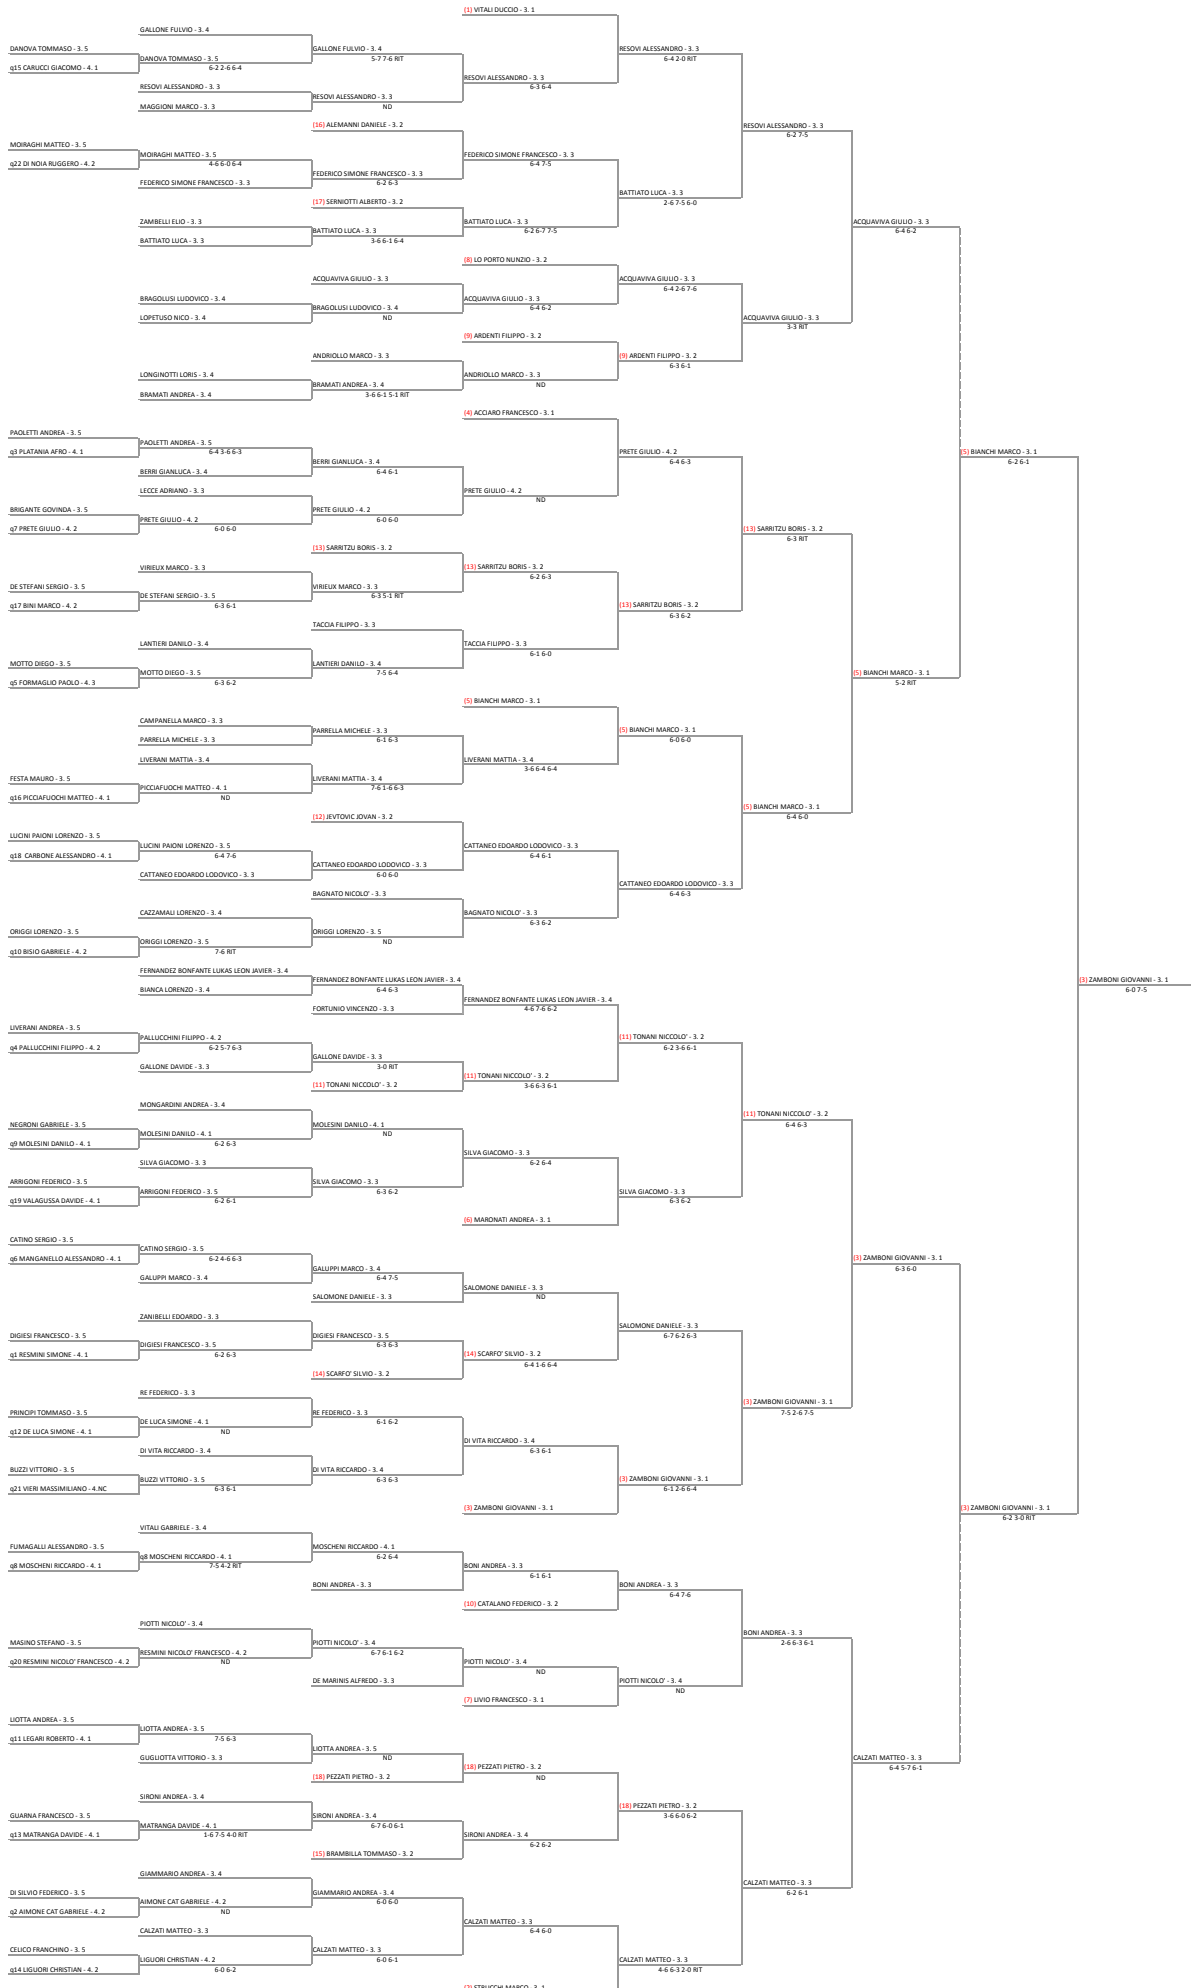 (1) VITALI DUCCIO - 3. 1
GALLONE FULVIO - 3. 4
DANOVA TOMMASO - 3. 5
GALLONE FULVIO - 3. 4
RESOVI ALESSANDRO - 3. 3
DANOVA TOMMASO - 3. 5
5-7 7-6 RIT
6-4 2-0 RIT
q15 CARUCCI GIACOMO - 4. 1
6-2 2-6 6-4
RESOVI ALESSANDRO - 3. 3
6-3 6-4
RESOVI ALESSANDRO - 3. 3
RESOVI ALESSANDRO - 3. 3
MAGGIONI MARCO - 3. 3
ND
(16) ALEMANNI DANIELE - 3. 2
RESOVI ALESSANDRO - 3. 3
6-2 7-5
MOIRAGHI MATTEO - 3. 5
MOIRAGHI MATTEO - 3. 5
FEDERICO SIMONE FRANCESCO - 3. 3
q22 DI NOIA RUGGERO - 4. 2
4-6 6-0 6-4
6-4 7-5
FEDERICO SIMONE FRANCESCO - 3. 3
FEDERICO SIMONE FRANCESCO - 3. 3
6-2 6-3
BATTIATO LUCA - 3. 3
2-6 7-5 6-0
(17) SERNIOTTI ALBERTO - 3. 2
ZAMBELLI ELIO - 3. 3
BATTIATO LUCA - 3. 3
ACQUAVIVA GIULIO - 3. 3
BATTIATO LUCA - 3. 3
6-2 6-7 7-5
6-4 6-2
BATTIATO LUCA - 3. 3
3-6 6-1 6-4
(8) LO PORTO NUNZIO - 3. 2
ACQUAVIVA GIULIO - 3. 3
ACQUAVIVA GIULIO - 3. 3
6-4 2-6 7-6
BRAGOLUSI LUDOVICO - 3. 4
ACQUAVIVA GIULIO - 3. 3
BRAGOLUSI LUDOVICO - 3. 4
6-4 6-2
LOPETUSO NICO - 3. 4
ND
ACQUAVIVA GIULIO - 3. 3
3-3 RIT
(9) ARDENTI FILIPPO - 3. 2
ANDRIOLLO MARCO - 3. 3
(9) ARDENTI FILIPPO - 3. 2
6-3 6-1
LONGINOTTI LORIS - 3. 4
ANDRIOLLO MARCO - 3. 3
BRAMATI ANDREA - 3. 4
ND
BRAMATI ANDREA - 3. 4
3-6 6-1 5-1 RIT
(4) ACCIARO FRANCESCO - 3. 1
PAOLETTI ANDREA - 3. 5
PAOLETTI ANDREA - 3. 5
q3 PLATANIA AFRO - 4. 1
6-4 3-6 6-3
PRETE GIULIO - 4. 2
(5) BIANCHI MARCO - 3. 1
BERRI GIANLUCA - 3. 4
6-4 6-3
6-2 6-1
BERRI GIANLUCA - 3. 4
6-4 6-1
LECCE ADRIANO - 3. 3
PRETE GIULIO - 4. 2
ND
BRIGANTE GOVINDA - 3. 5
PRETE GIULIO - 4. 2
PRETE GIULIO - 4. 2
6-0 6-0
q7 PRETE GIULIO - 4. 2
6-0 6-0
(13) SARRITZU BORIS - 3. 2
6-3 RIT
(13) SARRITZU BORIS - 3. 2
VIRIEUX MARCO - 3. 3
(13) SARRITZU BORIS - 3. 2
6-2 6-3
DE STEFANI SERGIO - 3. 5
VIRIEUX MARCO - 3. 3
DE STEFANI SERGIO - 3. 5
6-3 5-1 RIT
q17 BINI MARCO - 4. 2
6-3 6-1
(13) SARRITZU BORIS - 3. 2
6-3 6-2
TACCIA FILIPPO - 3. 3
LANTIERI DANILO - 3. 4
TACCIA FILIPPO - 3. 3
6-1 6-0
MOTTO DIEGO - 3. 5
LANTIERI DANILO - 3. 4
MOTTO DIEGO - 3. 5
7-5 6-4
(5) BIANCHI MARCO - 3. 1
q5 FORMAGLIO PAOLO - 4. 3
6-3 6-2
5-2 RIT
(5) BIANCHI MARCO - 3. 1
CAMPANELLA MARCO - 3. 3
PARRELLA MICHELE - 3. 3
(5) BIANCHI MARCO - 3. 1
PARRELLA MICHELE - 3. 3
6-1 6-3
6-0 6-0
LIVERANI MATTIA - 3. 4
LIVERANI MATTIA - 3. 4
3-6 6-4 6-4
FESTA MAURO - 3. 5
LIVERANI MATTIA - 3. 4
PICCIAFUOCHI MATTEO - 4. 1
7-6 1-6 6-3
q16 PICCIAFUOCHI MATTEO - 4. 1
ND
(5) BIANCHI MARCO - 3. 1
6-4 6-0
(12) JEVTOVIC JOVAN - 3. 2
LUCINI PAIONI LORENZO - 3. 5
LUCINI PAIONI LORENZO - 3. 5
CATTANEO EDOARDO LODOVICO - 3. 3
q18 CARBONE ALESSANDRO - 4. 1
6-4 7-6
6-4 6-1
CATTANEO EDOARDO LODOVICO - 3. 3
CATTANEO EDOARDO LODOVICO - 3. 3
6-0 6-0
CATTANEO EDOARDO LODOVICO - 3. 3
6-4 6-3
BAGNATO NICOLO' - 3. 3
CAZZAMALI LORENZO - 3. 4
BAGNATO NICOLO' - 3. 3
6-3 6-2
ORIGGI LORENZO - 3. 5
ORIGGI LORENZO - 3. 5
ORIGGI LORENZO - 3. 5
ND
q10 BISIO GABRIELE - 4. 2
7-6 RIT
FERNANDEZ BONFANTE LUKAS LEON JAVIER - 3. 4
FERNANDEZ BONFANTE LUKAS LEON JAVIER - 3. 4
(3) ZAMBONI GIOVANNI - 3. 1
BIANCA LORENZO - 3. 4
6-4 6-3
6-0 7-5
FERNANDEZ BONFANTE LUKAS LEON JAVIER - 3. 4
FORTUNIO VINCENZO - 3. 3
4-6 7-6 6-2
LIVERANI ANDREA - 3. 5
PALLUCCHINI FILIPPO - 4. 2
(11) TONANI NICCOLO' - 3. 2
q4 PALLUCCHINI FILIPPO - 4. 2
6-2 5-7 6-3
6-2 3-6 6-1
GALLONE DAVIDE - 3. 3
GALLONE DAVIDE - 3. 3
3-0 RIT
(11) TONANI NICCOLO' - 3. 2
(11) TONANI NICCOLO' - 3. 2
3-6 6-3 6-1
MONGARDINI ANDREA - 3. 4
(11) TONANI NICCOLO' - 3. 2
6-4 6-3
NEGRONI GABRIELE - 3. 5
MOLESINI DANILO - 4. 1
MOLESINI DANILO - 4. 1
ND
q9 MOLESINI DANILO - 4. 1
6-2 6-3
SILVA GIACOMO - 3. 3
SILVA GIACOMO - 3. 3
6-2 6-4
ARRIGONI FEDERICO - 3. 5
SILVA GIACOMO - 3. 3
SILVA GIACOMO - 3. 3
ARRIGONI FEDERICO - 3. 5
6-3 6-2
6-3 6-2
q19 VALAGUSSA DAVIDE - 4. 1
6-2 6-1
(6) MARONATI ANDREA - 3. 1
CATINO SERGIO - 3. 5
CATINO SERGIO - 3. 5
q6 MANGANELLO ALESSANDRO - 4. 1
6-2 4-6 6-3
(3) ZAMBONI GIOVANNI - 3. 1
GALUPPI MARCO - 3. 4
6-3 6-0
GALUPPI MARCO - 3. 4
6-4 7-5
SALOMONE DANIELE - 3. 3
SALOMONE DANIELE - 3. 3
ND
ZANIBELLI EDOARDO - 3. 3
SALOMONE DANIELE - 3. 3
DIGIESI FRANCESCO - 3. 5
DIGIESI FRANCESCO - 3. 5
6-7 6-2 6-3
DIGIESI FRANCESCO - 3. 5
6-3 6-3
q1 RESMINI SIMONE - 4. 1
6-2 6-3
(14) SCARFO' SILVIO - 3. 2
6-4 1-6 6-4
(14) SCARFO' SILVIO - 3. 2
RE FEDERICO - 3. 3
(3) ZAMBONI GIOVANNI - 3. 1
PRINCIPI TOMMASO - 3. 5
RE FEDERICO - 3. 3
7-5 2-6 7-5
DE LUCA SIMONE - 4. 1
6-1 6-2
q12 DE LUCA SIMONE - 4. 1
ND
DI VITA RICCARDO - 3. 4
DI VITA RICCARDO - 3. 4
6-3 6-1
BUZZI VITTORIO - 3. 5
DI VITA RICCARDO - 3. 4
BUZZI VITTORIO - 3. 5
6-3 6-3
(3) ZAMBONI GIOVANNI - 3. 1
q21 VIERI MASSIMILIANO - 4.NC
6-3 6-1
6-1 2-6 6-4
(3) ZAMBONI GIOVANNI - 3. 1
(3) ZAMBONI GIOVANNI - 3. 1
6-2 3-0 RIT
VITALI GABRIELE - 3. 4
FUMAGALLI ALESSANDRO - 3. 5
MOSCHENI RICCARDO - 4. 1
q8 MOSCHENI RICCARDO - 4. 1
6-2 6-4
q8 MOSCHENI RICCARDO - 4. 1
7-5 4-2 RIT
BONI ANDREA - 3. 3
6-1 6-1
BONI ANDREA - 3. 3
BONI ANDREA - 3. 3
6-4 7-6
(10) CATALANO FEDERICO - 3. 2
PIOTTI NICOLO' - 3. 4
BONI ANDREA - 3. 3
2-6 6-3 6-1
MASINO STEFANO - 3. 5
PIOTTI NICOLO' - 3. 4
RESMINI NICOLO' FRANCESCO - 4. 2
6-7 6-1 6-2
q20 RESMINI NICOLO' FRANCESCO - 4. 2
ND
PIOTTI NICOLO' - 3. 4
ND
DE MARINIS ALFREDO - 3. 3
PIOTTI NICOLO' - 3. 4
ND
(7) LIVIO FRANCESCO - 3. 1
LIOTTA ANDREA - 3. 5
LIOTTA ANDREA - 3. 5
q11 LEGARI ROBERTO - 4. 1
7-5 6-3
LIOTTA ANDREA - 3. 5
GUGLIOTTA VITTORIO - 3. 3
ND
CALZATI MATTEO - 3. 3
6-4 5-7 6-1
(18) PEZZATI PIETRO - 3. 2
(18) PEZZATI PIETRO - 3. 2
ND
SIRONI ANDREA - 3. 4
(18) PEZZATI PIETRO - 3. 2
GUARNA FRANCESCO - 3. 5
SIRONI ANDREA - 3. 4
3-6 6-0 6-2
MATRANGA DAVIDE - 4. 1
6-7 6-0 6-1
q13 MATRANGA DAVIDE - 4. 1
1-6 7-5 4-0 RIT
SIRONI ANDREA - 3. 4
6-2 6-2
(15) BRAMBILLA TOMMASO - 3. 2
GIAMMARIO ANDREA - 3. 4
CALZATI MATTEO - 3. 3
6-2 6-1
DI SILVIO FEDERICO - 3. 5
GIAMMARIO ANDREA - 3. 4
AIMONE CAT GABRIELE - 4. 2
6-0 6-0
q2 AIMONE CAT GABRIELE - 4. 2
ND
CALZATI MATTEO - 3. 3
CALZATI MATTEO - 3. 3
6-4 6-0
CELICO FRANCHINO - 3. 5
CALZATI MATTEO - 3. 3
LIGUORI CHRISTIAN - 4. 2
6-0 6-1
CALZATI MATTEO - 3. 3
q14 LIGUORI CHRISTIAN - 4. 2
6-0 6-2
4-6 6-3 2-0 RIT
(2) STRUCCHI MARCO - 3. 1